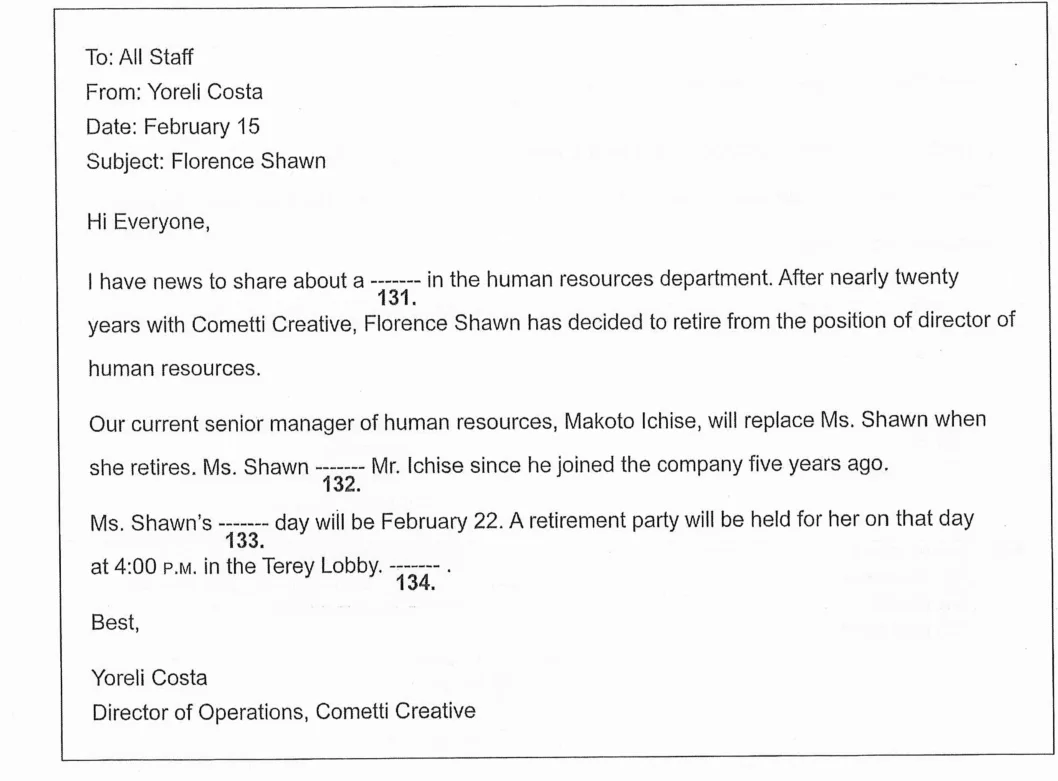 To: All Staff
From: Yoreli Costa
Date: February 15
Subject: Florence Shawn
Hi Everyone,
I have news to share about a ------- in the human resources department. After nearly twenty
131.
years with Cometti Creative, Florence Shawn has decided to retire from the position of director of
human resources.
Our current senior manager of human resources, Makoto Ichise, will replace Ms. Shawn when
she retires. Ms. Shawn ------- Mr. Ichise since he joined the company five years ago.
132.
Ms. Shawn's ------- day will be February 22. A retirement party will be held for her on that day
133.
at 4:00 P.M. in the Terey Lobby. ------- .
134.
Best,
Yoreli Costa
Director of Operations, Cometti Creative